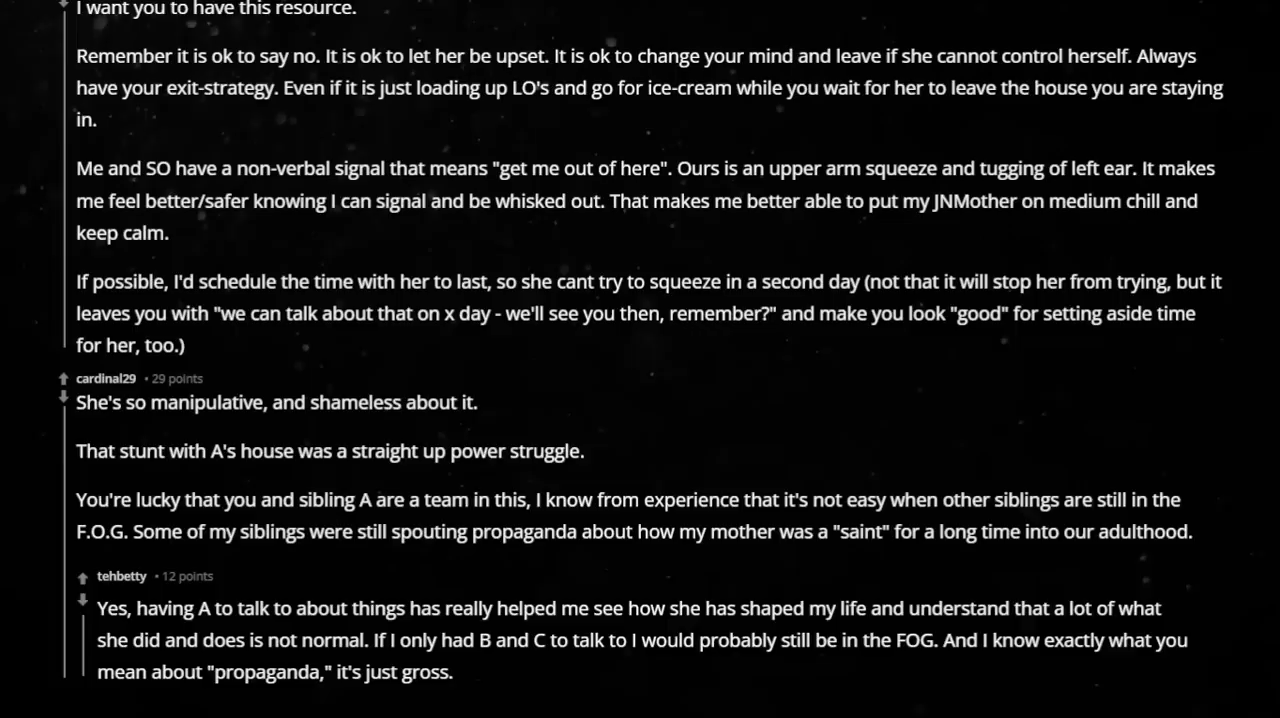 I want you to have this resource.
Remember it is ok to say no. It is ok to let her be upset. It is ok to change your mind and leave if she cannot control herself. Always
have your exit-strategy. Even if it is just loading up LO's and go for ice-cream while you wait for her to leave the house you are staying
in.
Me and SO have a non-verbal signal that means "get me out of here". Ours is an upper arm squeeze and tugging of left ear. It makes
me feel better/safer knowing I can signal and be whisked out. That makes me better able to put my JNMother on medium chill and
keep calm.
If possible, I'd schedule the time with her to last, so she cant try to squeeze in a second day (not that it will stop her from trying, but it
leaves you with "we can talk about that on x day - we'll see you then, remember?" and make you look "good" for setting aside time
for her, too.)
cardinal29 • 29 points
She's so manipulative, and shameless about it.
That stunt with A's house was a straight up power struggle.
You're lucky that you and sibling A are a team in this, I know from experience that it's not easy when other siblings are still in the
F.O.G. Some of my siblings were still spouting propaganda about how my mother was a "saint" for a long time into our adulthood.
tehbetty • 12 points
Yes, having A to talk to about things has really helped me see how she has shaped my life and understand that a lot of what
she did and does is not normal. If I only had B and C to talk to I would probably still be in the FOG. And I know exactly what you
mean about "propaganda," it's just gross.